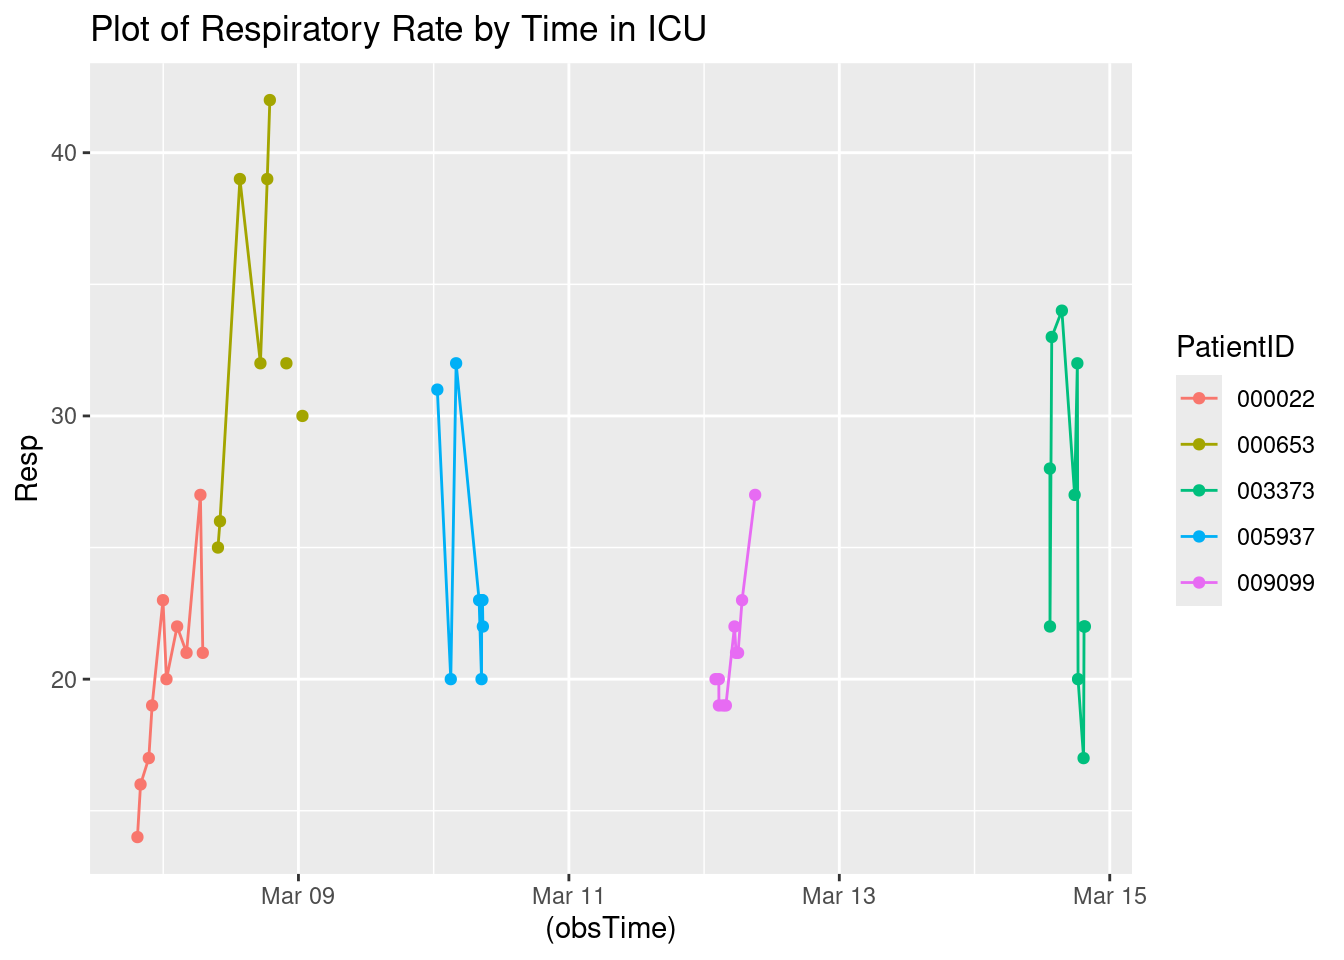 Plot of Respiratory Rate by Time in ICU
40
30
20
Resp
Mar 09
Mar 11
Mar 13
Mar 15
(obsTime)
PatientID
000022
000653
003373
005937
009099